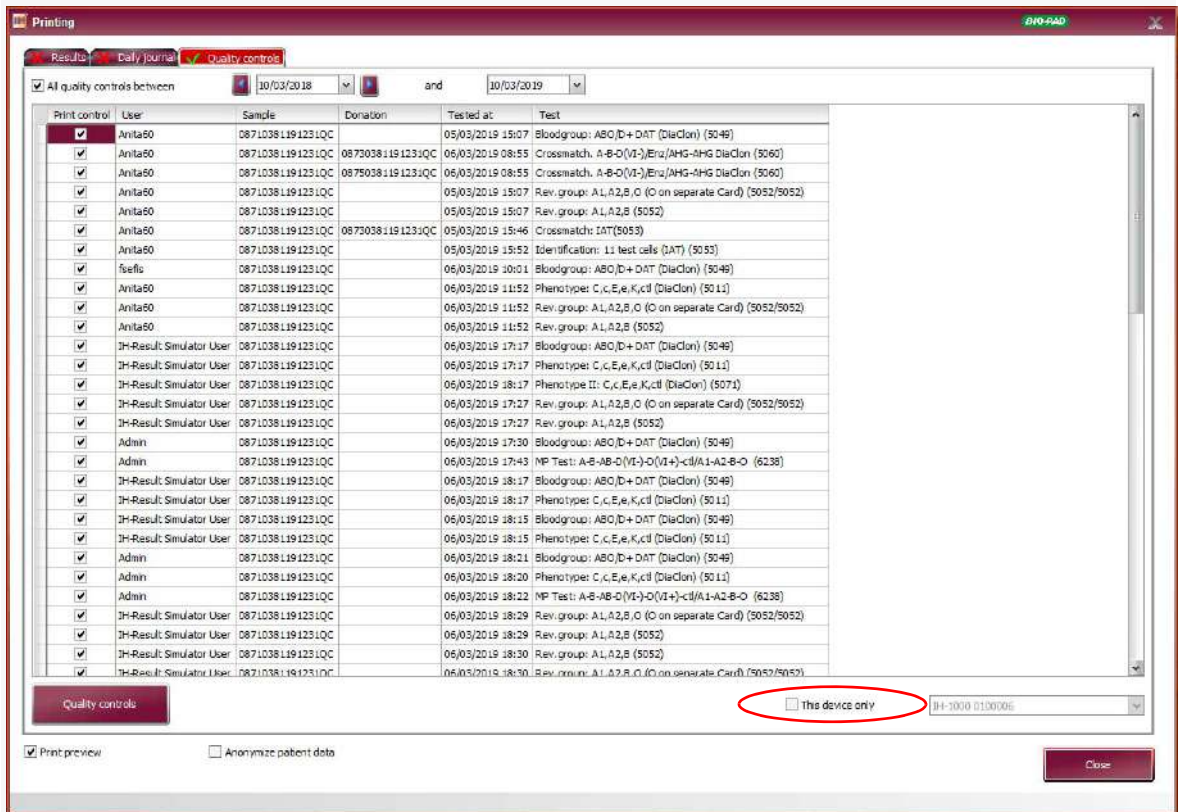 Printing BIO-RAD
Results Daily journal Quality controls
All quality controls between 10/03/2018 and 10/03/2019
Print control User Sample Donation Tested at Test
Anita60 08710381191231QC 05/03/2019 15:07 Bloodgroup: ABO/D+ DAT (DiaClon) (5049)
Anita60 08710381191231QC 08730381191231QC 06/03/2019 08:55 Crossmatch. A-B-D(VI-)/Enz/AHG-AHG DiaClon (5060)
Anita60 08710381191231QC 08750381191231QC 06/03/2019 08:55 Crossmatch. A-B-D(VI-)/Enz/AHG-AHG DiaClon (5060)
Anita60 08710381191231QC 05/03/2019 15:07 Rev.group: A1,A2,B,O (O on separate Card) (5052/5052)
Anita60 08710381191231QC 05/03/2019 15:07 Rev.group: A1,A2,B (5052)
Anita60 08710381191231QC 08730381191231QC 05/03/2019 15:46 Crossmatch: IAT(5053)
Anita60 08710381191231QC 05/03/2019 15:52 Identification: 11 test cells (IAT) (5053)
fsefis 08710381191231QC 06/03/2019 10:01 Bloodgroup: ABO/D+ DAT (DiaClon) (5049)
Anita60 08710381191231QC 06/03/2019 11:52 Phenotype: C,c,E,e,K,ctl (DiaClon) (5011)
Anita60 08710381191231QC 06/03/2019 11:52 Rev.group: A1,A2,B,O (O on separate Card) (5052/5052)
Anita60 08710381191231QC 06/03/2019 11:52 Rev.group: A1,A2,B (5052)
IH-Result Simulator User 08710381191231QC 06/03/2019 17:17 Bloodgroup: ABO/D+ DAT (DiaClon) (5049)
IH-Result Simulator User 08710381191231QC 06/03/2019 17:17 Phenotype: C,c,E,e,K,ctl (DiaClon) (5011)
IH-Result Simulator User 08710381191231QC 06/03/2019 18:17 Phenotype II: C,c,E,e,K,ctl (DiaClon) (5071)
IH-Result Simulator User 08710381191231QC 06/03/2019 17:27 Rev.group: A1,A2,B,O (O on separate Card) (5052/5052)
IH-Result Simulator User 08710381191231QC 06/03/2019 17:27 Rev.group: A1,A2,B (5052)
Admin 08710381191231QC 06/03/2019 17:30 Bloodgroup: ABO/D+ DAT (DiaClon) (5049)
Admin 08710381191231QC 06/03/2019 17:43 MP Test: A-B-AB-D(VI-)-D(VI+)-ctl/A1-A2-B-O (6238)
IH-Result Simulator User 08710381191231QC 06/03/2019 18:17 Bloodgroup: ABO/D+ DAT (DiaClon) (5049)
IH-Result Simulator User 08710381191231QC 06/03/2019 18:17 Phenotype: C,c,E,e,K,ctl (DiaClon) (5011)
IH-Result Simulator User 08710381191231QC 06/03/2019 18:15 Bloodgroup: ABO/D+ DAT (DiaClon) (5049)
IH-Result Simulator User 08710381191231QC 06/03/2019 18:15 Phenotype: C,c,E,e,K,ctl (DiaClon) (5011)
Admin 08710381191231QC 06/03/2019 18:21 Bloodgroup: ABO/D+ DAT (DiaClon) (5049)
Admin 08710381191231QC 06/03/2019 18:20 Phenotype: C,c,E,e,K,ctl (DiaClon) (5011)
Admin 08710381191231QC 06/03/2019 18:22 MP Test: A-B-AB-D(VI-)-D(VI+)-ctl/A1-A2-B-O (6238)
IH-Result Simulator User 08710381191231QC 06/03/2019 18:29 Rev.group: A1,A2,B,O (O on separate Card) (5052/5052)
IH-Result Simulator User 08710381191231QC 06/03/2019 18:29 Rev.group: A1,A2,B (5052)
IH-Result Simulator User 08710381191231QC 06/03/2019 18:30 Rev.group: A1,A2,B (5052)
IH-Result Simulator User 08710381191231QC 06/03/2019 18:30 Rev.group: A1,A2,B,O (O on separate Card) (5052/5052)
Quality controls This device only IH-1000 0100006
Print preview Anonymize patient data
Close